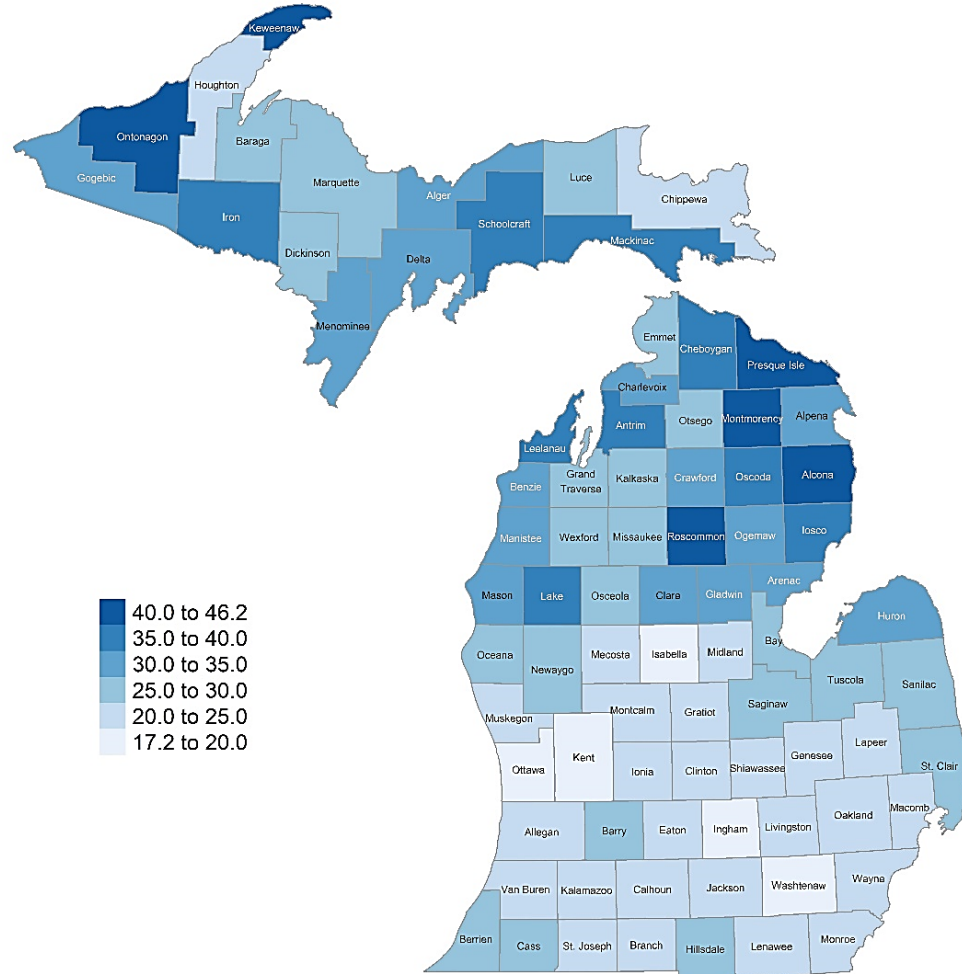 Keweenaw
Houghton
Ontonagon
Baraga
Gogebic
Marquette
Luce
Alger
Chippewa
Iron
Schoolcraft
Mackinac
Dickinson
Delta
Menominee
Emmet
Cheboygan
Presque Isle
Charlevoix
Antrim
Otsego
Montmorency
Alpena
Leelanau
Grand
Traverse
Kalkaska
Crawford
Oscoda
Alcona
Benzie
Manistee
Wexford
Missaukee
Roscommon
Ogemaw
Iosco
Arenac
Mason
Lake
Osceola
Clare
Gladwin
Huron
40.0 to 46.2
35.0 to 40.0
30.0 to 35.0
25.0 to 30.0
20.0 to 25.0
17.2 to 20.0
Oceana
Newaygo
Mecosta
Isabella
Midland
Bay
Tuscola
Sanilac
Muskegon
Montcalm
Gratiot
Saginaw
Ottawa
Kent
Ionia
Clinton
Shiawassee
Genesee
Lapeer
St. Clair
Allegan
Barry
Eaton
Ingham
Livingston
Oakland
Macomb
Van Buren
Kalamazoo
Calhoun
Jackson
Washtenaw
Wayne
Berrien
Cass
St. Joseph
Branch
Hillsdale
Lenawee
Monroe